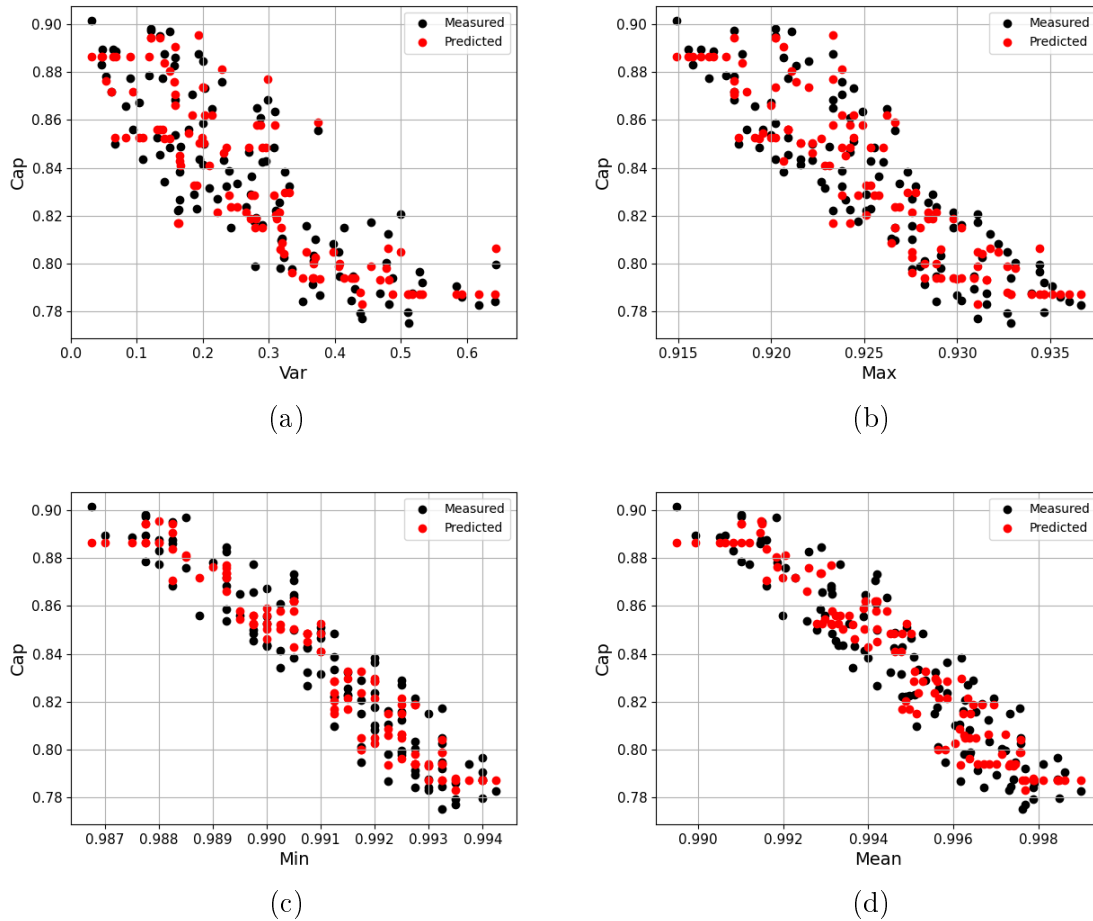 0.90
0.88
0.86
0.84
0.82
0.80
0.78
Cap
Measured
Predicted
0.0 0.1 0.2 0.3 0.4 0.5 0.6
Var
(a)
0.90
0.88
0.86
0.84
0.82
0.80
0.78
Cap
Measured
Predicted
0.915 0.920 0.925 0.930 0.935
Max
(b)
0.90
0.88
0.86
0.84
0.82
0.80
0.78
Cap
Measured
Predicted
0.987 0.988 0.989 0.990 0.991 0.992 0.993 0.994
Min
(c)
0.90
0.88
0.86
0.84
0.82
0.80
0.78
Cap
Measured
Predicted
0.990 0.992 0.994 0.996 0.998
Mean
(d)